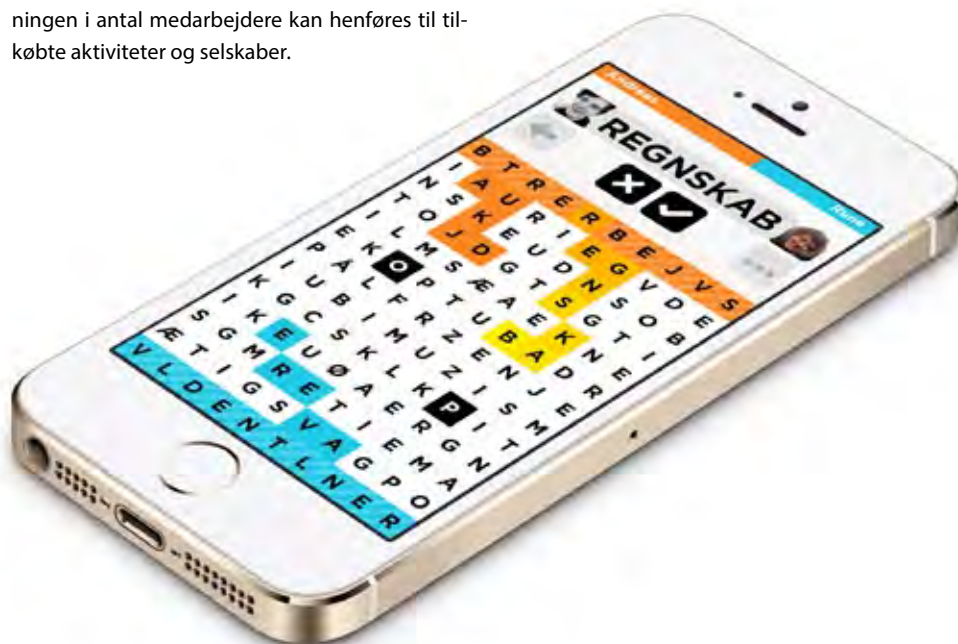 ningen i antal medarbejdere kan henføres til til-
købte aktiviteter og selskaber.
Andreas Rune
REGNSKAB
B T R E R B E J V S
I A U R I E G V D E
N S K E U D N S O B
T O J D G T S G T I
I L M S Æ A E K N E
E K O P T U B A D R
P Å L F R Z E N J E
I U B I M U Z I S M
K G C S K L K P I T
I K E U Ø A E R G N
S G M R E T I E M A
Æ T I G S V A G P O
V L D E N T L N E R